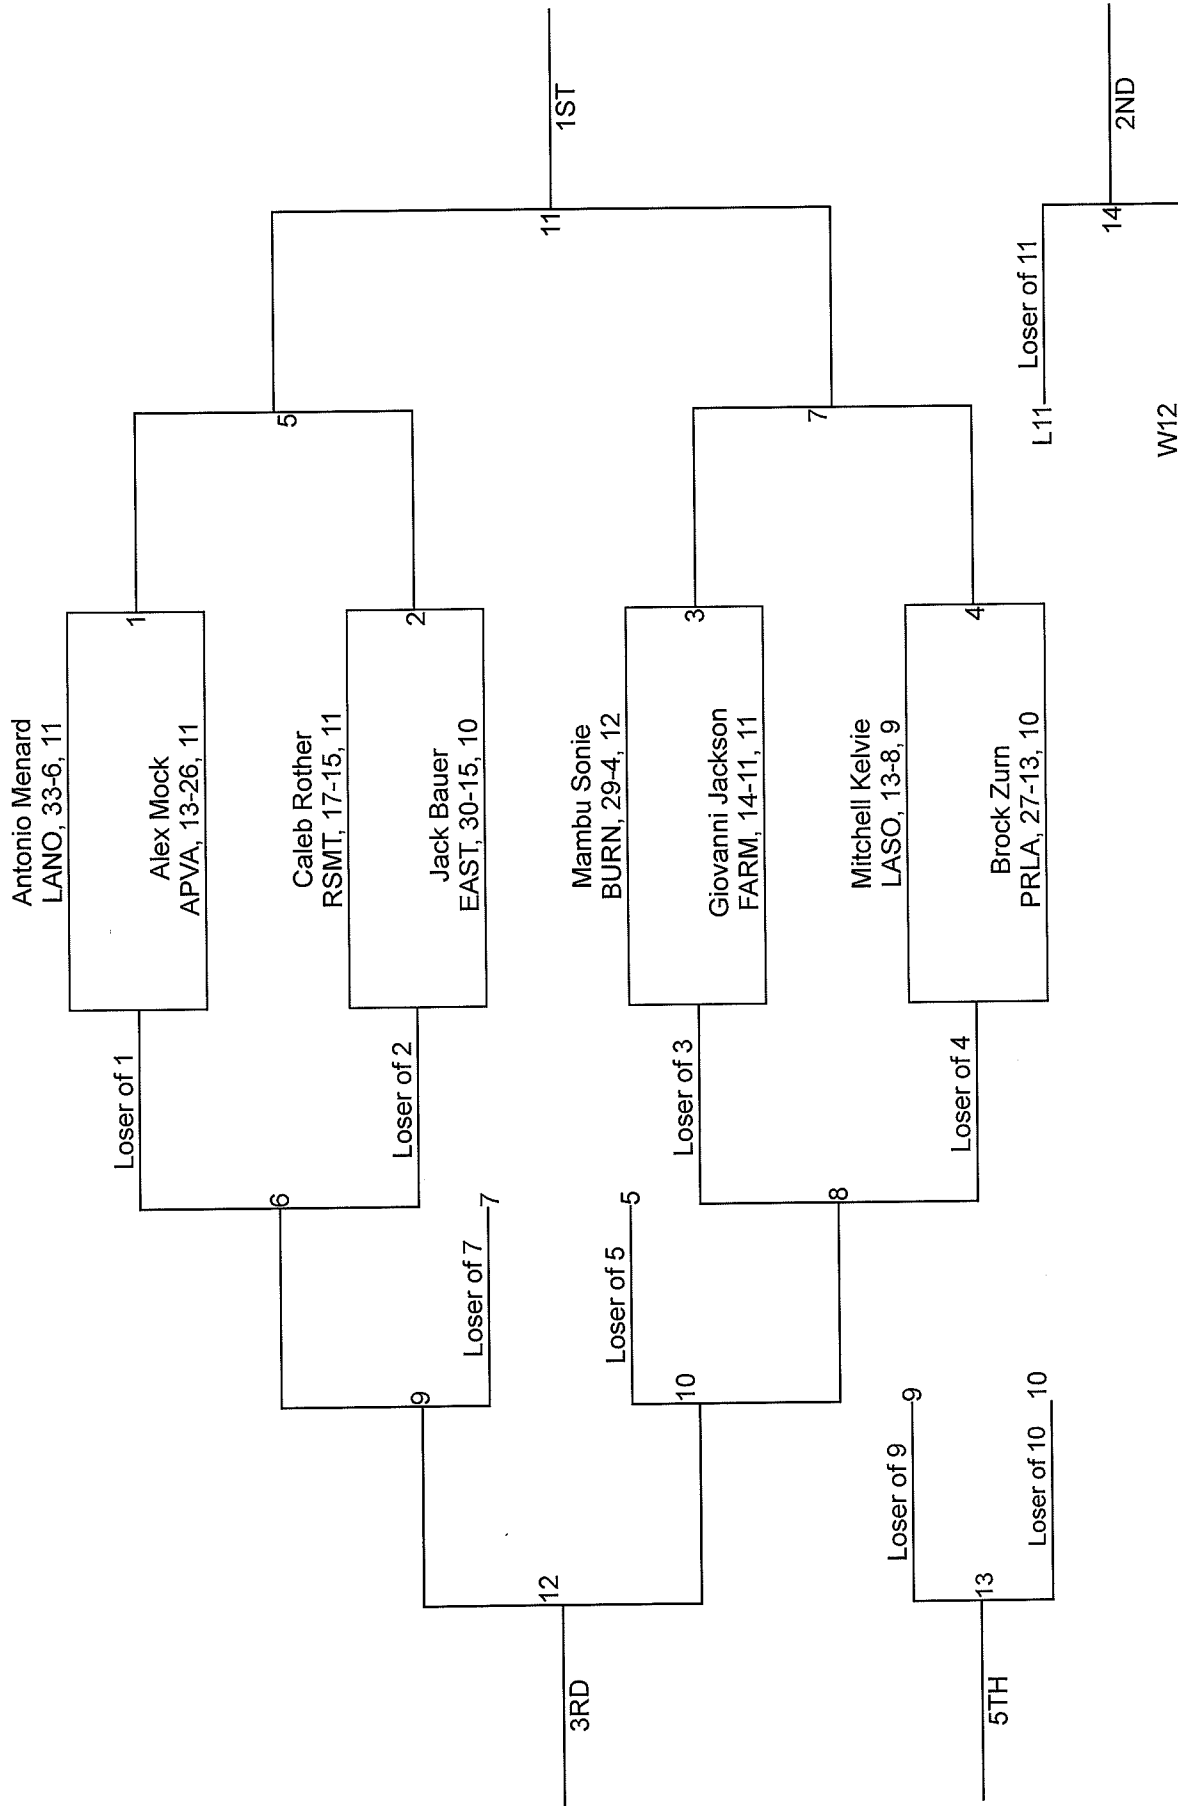 Antonio Menard
LANO, 33-6, 11
1
Alex Mock
APVA, 13-26, 11
Loser of 1
5
Caleb Rother
RSMT, 17-15, 11
2
Jack Bauer
EAST, 30-15, 10
Loser of 2
6
Loser of 7
7
11
1ST
Mambu Sonie
BURN, 29-4, 12
3
Giovanni Jackson
FARM, 14-11, 11
Loser of 3
7
Mitchell Kelvie
LASO, 13-8, 9
4
Brock Zurn
PRLA, 27-13, 10
Loser of 4
8
Loser of 5
5
9
10
12
3RD
Loser of 9
9
Loser of 10
10
13
5TH
L11
Loser of 11
14
2ND
W12